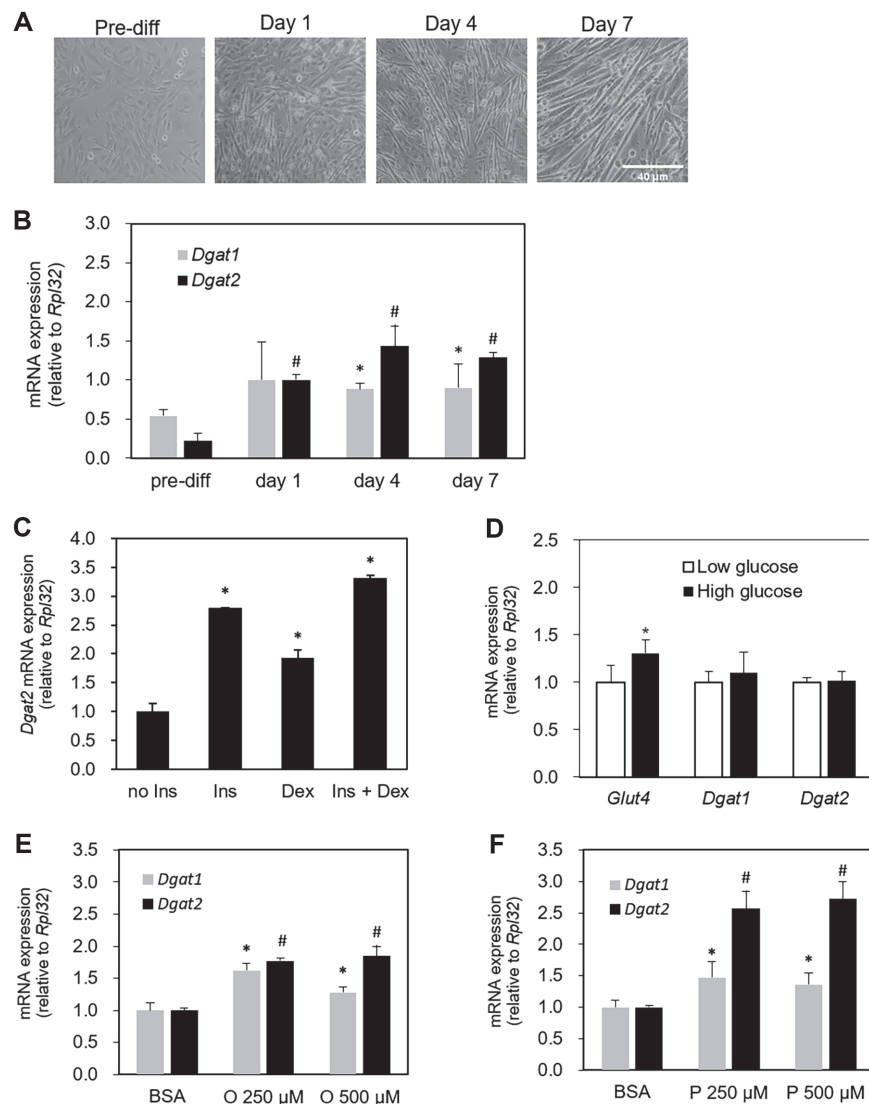 A
Pre-diff
Day 1
Day 4
Day 7
40 µm
B
mRNA expression
(relative to Rpl32)
3.0
2.5
2.0
1.5
1.0
0.5
0.0
Dgat1
Dgat2
#
*
#
*
#
pre-diff
day 1
day 4
day 7
C
Dgat2 mRNA expression
(relative to Rpl32)
4.0
3.5
3.0
2.5
2.0
1.5
1.0
0.5
0.0
*
*
*
no Ins
Ins
Dex
Ins + Dex
D
mRNA expression
(relative to Rpl32)
2.5
2.0
1.5
1.0
0.5
0.0
Low glucose
High glucose
*
Glut4
Dgat1
Dgat2
E
mRNA expression
(relative to Rpl32)
3.5
3.0
2.5
2.0
1.5
1.0
0.5
0.0
Dgat1
Dgat2
*
#
*
#
BSA
O 250 µM
O 500 µM
F
mRNA expression
(relative to Rpl32)
3.5
3.0
2.5
2.0
1.5
1.0
0.5
0.0
Dgat1
Dgat2
*
#
*
#
BSA
P 250 µM
P 500 µM